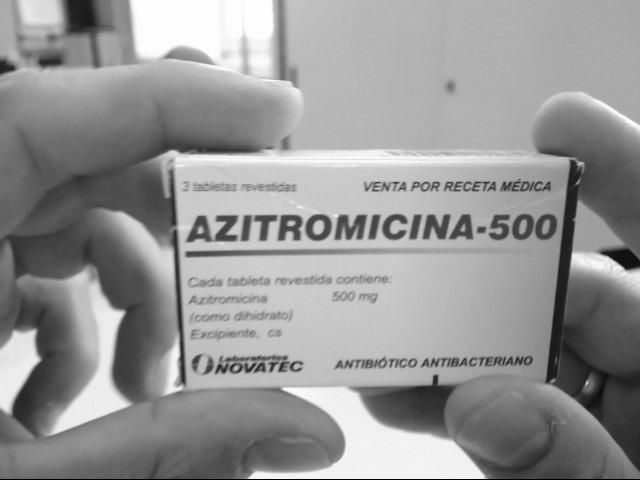 3 tabletas revestidas VENTA POR RECETA MÉDICA
AZITROMICINA-500
Cada tableta revestida contiene:
Azitromicina 500 mg
(como dihidrato)
Excipiente, cs
Laboratorios
NOVATEC ANTIBIÓTICO ANTIBACTERIANO